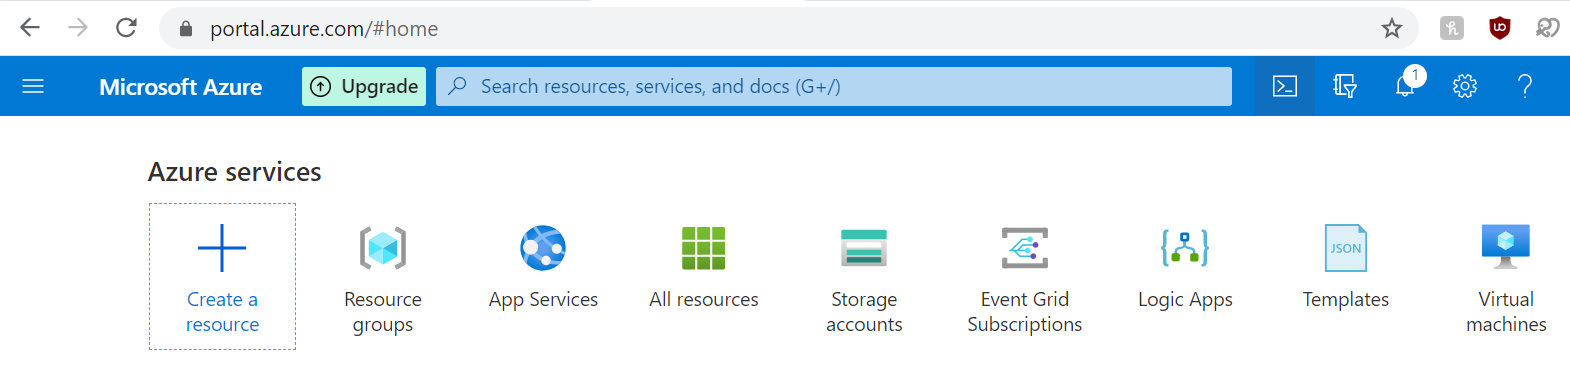 portal.azure.com/#home
Microsoft Azure
Upgrade
Search resources, services, and docs (G+/)
1
Azure services
Create a
resource
Resource
groups
App Services
All resources
Storage
accounts
Event Grid
Subscriptions
Logic Apps
JSON
Templates
Virtual
machines